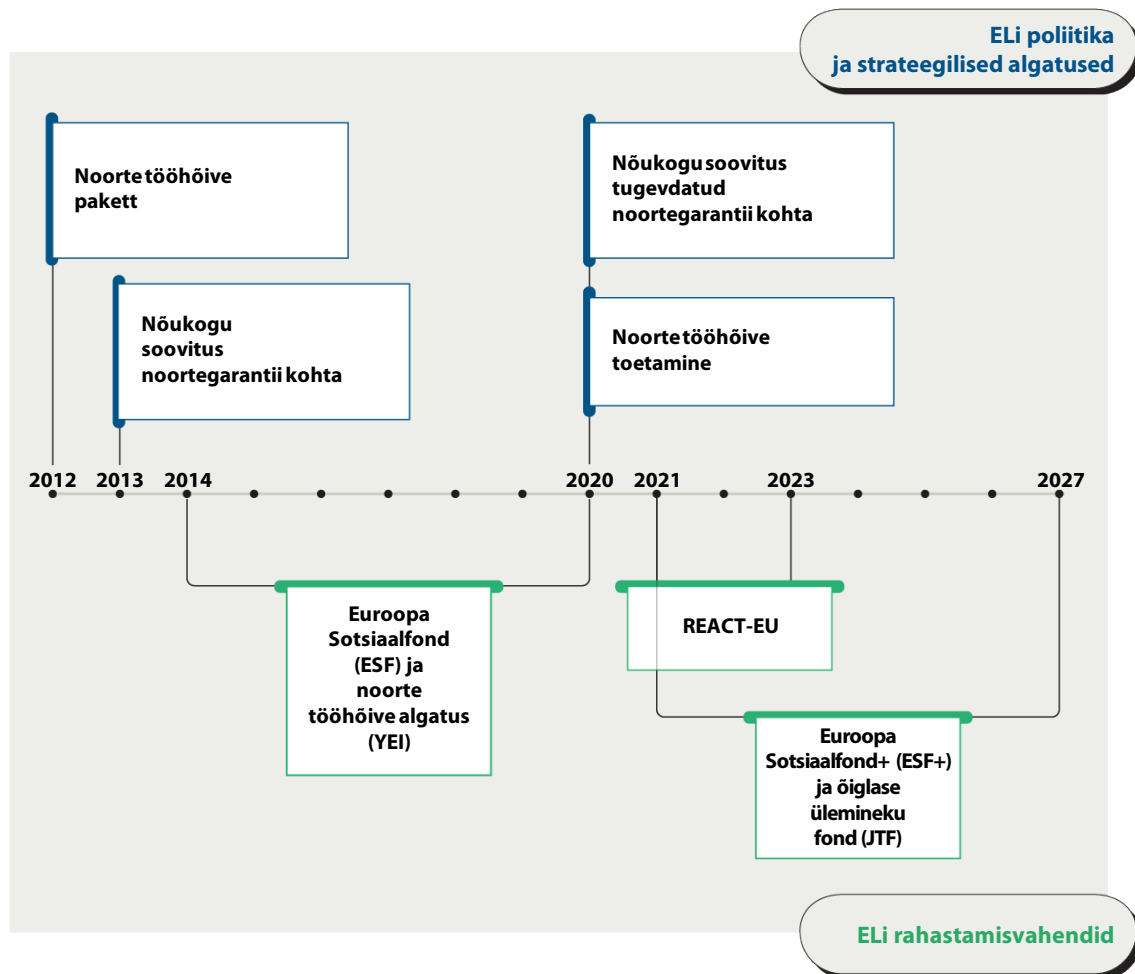 ELi poliitika
ja strateegilised algatused
Noorte tööhõive
pakett
Nõukogu soovitus
tugevdatud
noortegarantii kohta
Nõukogu
soovitus
noortegarantii kohta
Noorte tööhõive
toetamine
2012 2013 2014 2020 2021 2023 2027
Euroopa
Sotsiaalfond
(ESF) ja
noorte
tööhõive algatus
(YEI)
REACT-EU
Euroopa
Sotsiaalfond+ (ESF+)
ja õiglase
ülemineku
fond (JTF)
ELi rahastamisvahendid